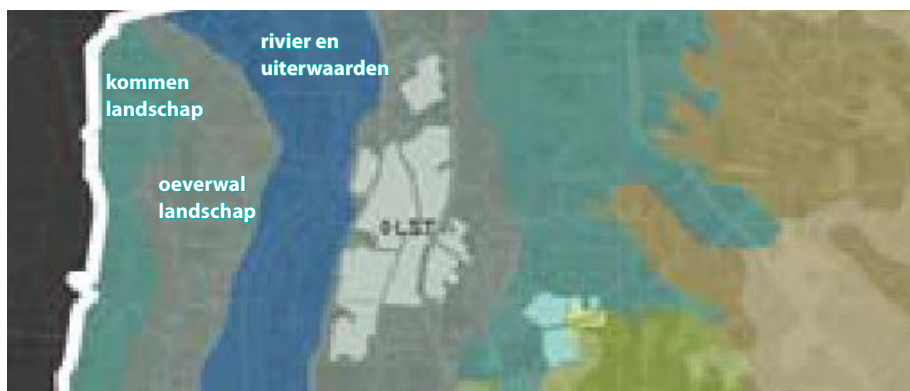 rivier en
uiterwaarden
kommen
landschap
oeverwal
landschap
OLST